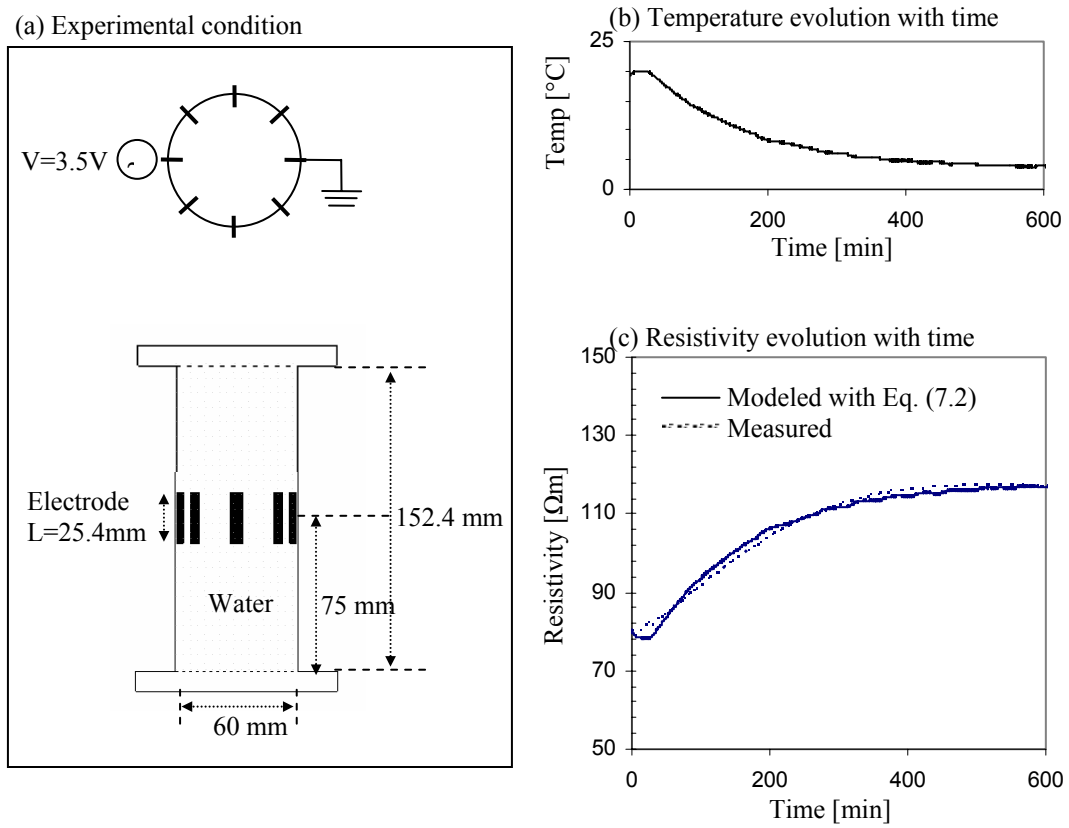 (a) Experimental condition
V=3.5V
Electrode
L=25.4mm
Water
152.4 mm
75 mm
60 mm
(b) Temperature evolution with time
Temp [°C]
25
0
0
200
400
600
Time [min]
(c) Resistivity evolution with time
Resistivity [Ωm]
150
130
110
90
70
50
Modeled with Eq. (7.2)
Measured
0
200
400
600
Time [min]